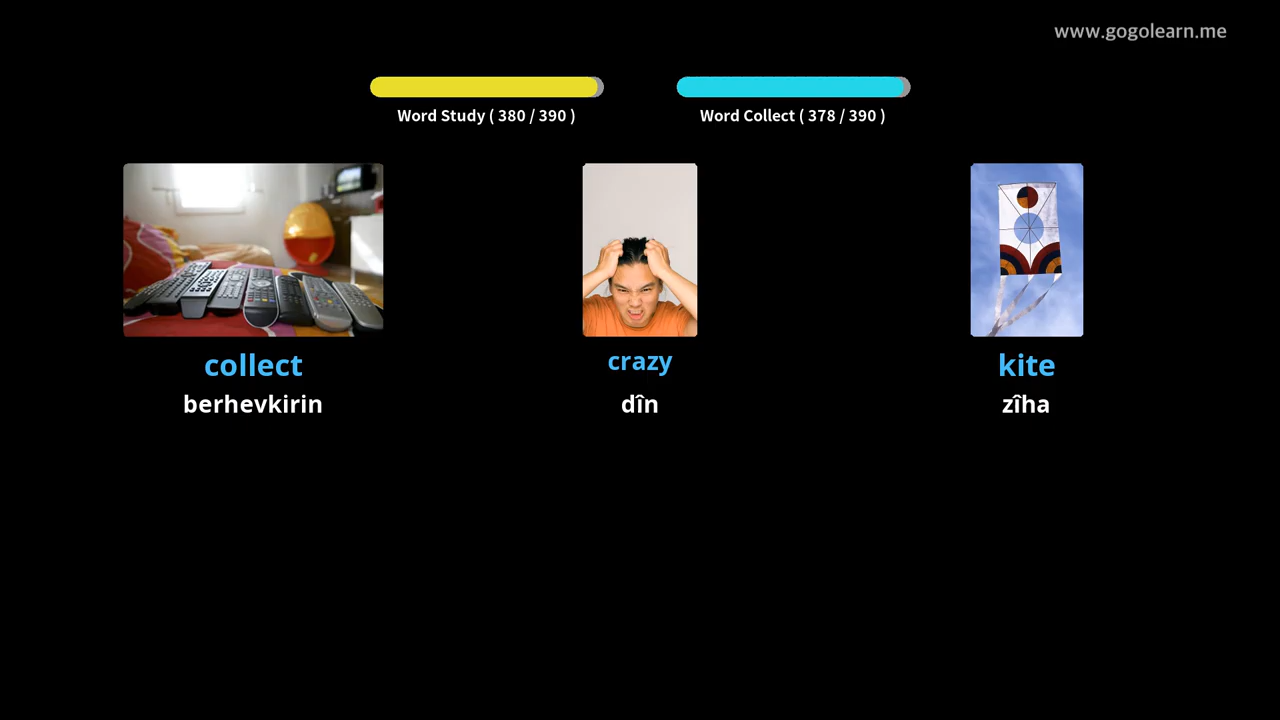 www.gogolearn.me
Word Study ( 380 / 390 )
Word Collect ( 378 / 390 )
collect
crazy
kite
berhevkirin
dîn
zîha